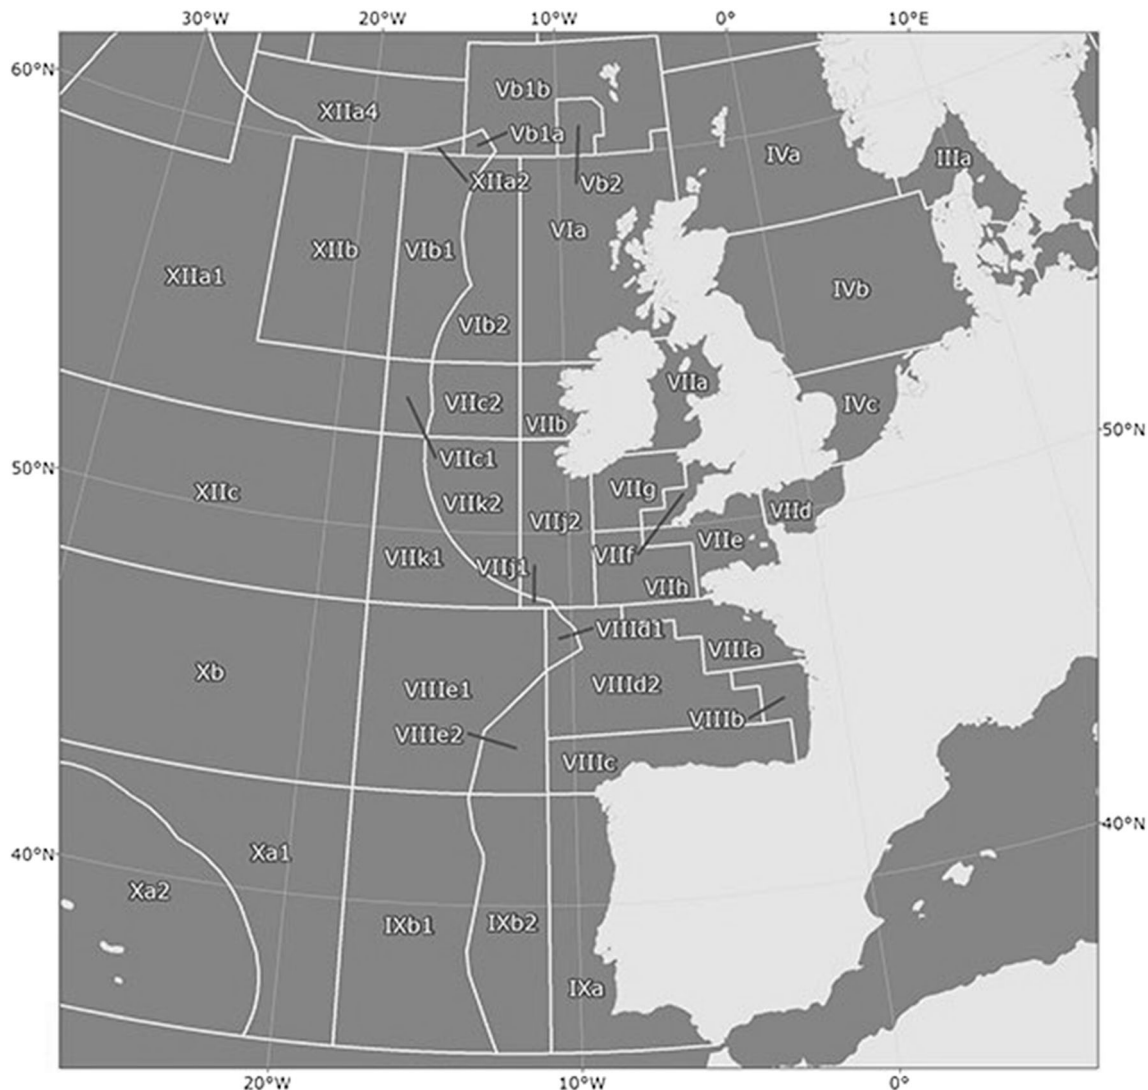 30°W 20°W 10°W 0° 10°E
60°N
Vb1b
XIIa4
Vb1a
IVa
IIIa
XIIa2
Vb2
VIa
XIIb
VIb1
XIIa1
IVb
VIb2
VIIa
VIIc2
IVc
VIIb
50°N
VIIc1
50°N
XIIc
VIIg
VIIk2
VIId
VIIj2
VIIe
VIIk1
VIIf
VIIj1
VIIh
VIIId1
VIIIa
Xb
VIIId2
VIIIe1
VIIIb
VIIIe2
VIIIc
40°N
Xa1
40°N
Xa2
IXb1
IXb2
IXa
20°W 10°W 0°